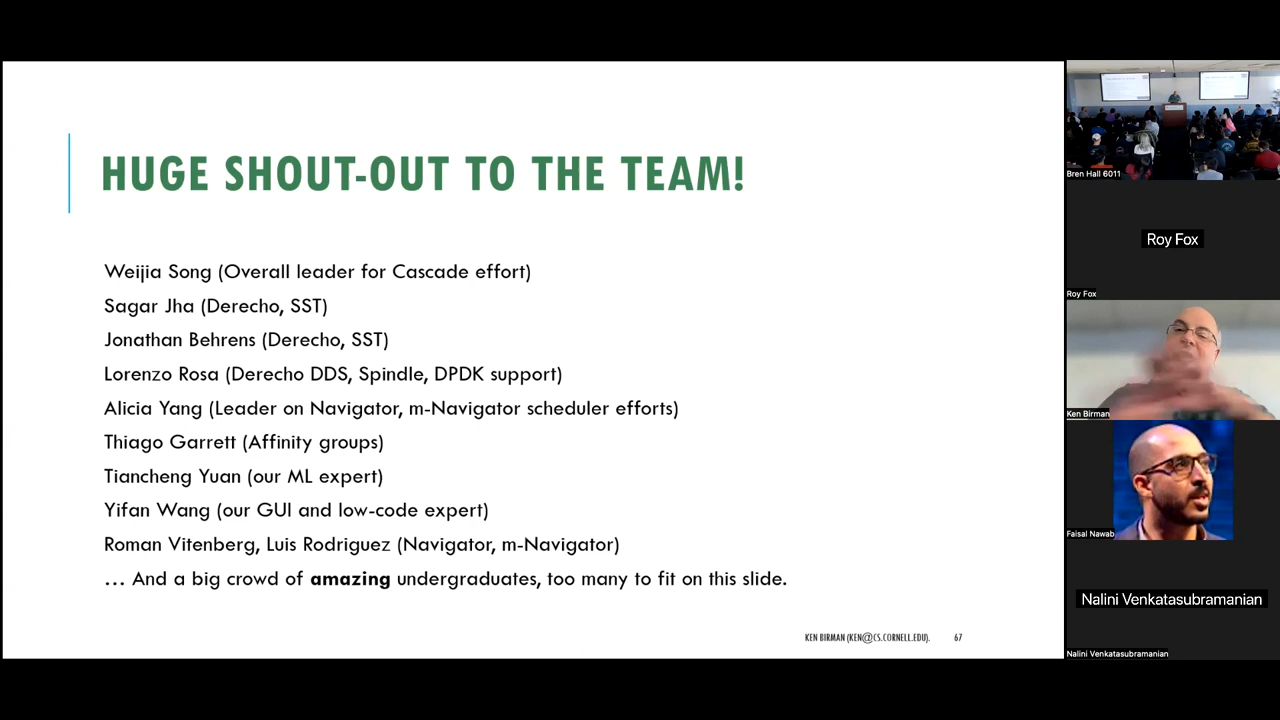 HUGE SHOUT-OUT TO THE TEAM!
Weijia Song (Overall leader for Cascade effort)
Sagar Jha (Derecho, SST)
Jonathan Behrens (Derecho, SST)
Lorenzo Rosa (Derecho DDS, Spindle, DPDK support)
Alicia Yang (Leader on Navigator, m-Navigator scheduler efforts)
Thiago Garrett (Affinity groups)
Tiancheng Yuan (our ML expert)
Yifan Wang (our GUI and low-code expert)
Roman Vitenberg, Luis Rodriguez (Navigator, m-Navigator)
… And a big crowd of amazing undergraduates, too many to fit on this slide.
KEN BIRMAN (KEN@CS.CORNELL.EDU). 67
Bren Hall 6011
Roy Fox
Roy Fox
Ken Birman
Faisal Nawab
Nalini Venkatasubramanian
Nalini Venkatasubramanian